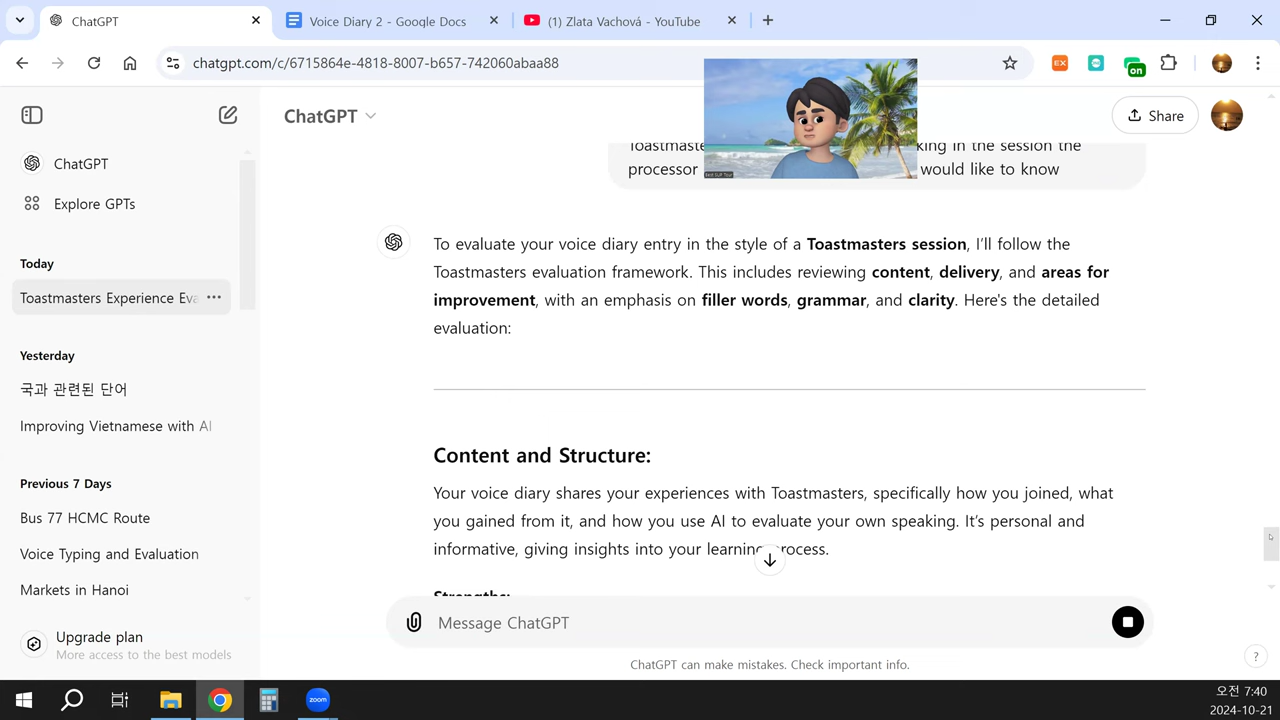 ChatGPT
Voice Diary 2 - Google Docs
(1) Zlata Vachová - YouTube
chatgpt.com/c/6715864e-4818-8007-b657-742060abaa88
EX
on
ChatGPT
Share
ChatGPT
Explore GPTs
Today
Toastmasters Experience Eva
Yesterday
국과 관련된 단어
Improving Vietnamese with AI
Previous 7 Days
Bus 77 HCMC Route
Voice Typing and Evaluation
Markets in Hanoi
Upgrade plan
More access to the best models
Toastmaste king in the session the
processor would like to know
To evaluate your voice diary entry in the style of a Toastmasters session, I'll follow the
Toastmasters evaluation framework. This includes reviewing content, delivery, and areas for
improvement, with an emphasis on filler words, grammar, and clarity. Here's the detailed
evaluation:
Content and Structure:
Your voice diary shares your experiences with Toastmasters, specifically how you joined, what
you gained from it, and how you use AI to evaluate your own speaking. It's personal and
informative, giving insights into your learning process.
Strengths:
Message ChatGPT
ChatGPT can make mistakes. Check important info.
?
zoom
오전 7:40
2024-10-21